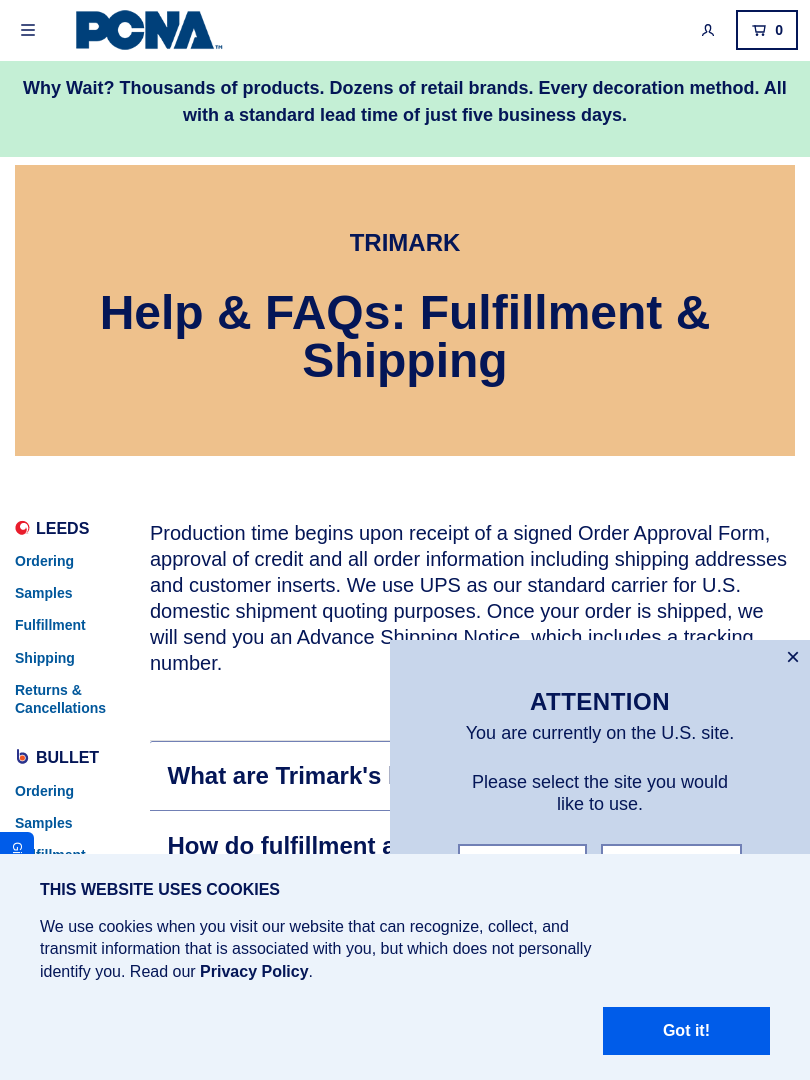 PCNA™
0
Why Wait? Thousands of products. Dozens of retail brands. Every decoration method. All
with a standard lead time of just five business days.
TRIMARK
Help & FAQs: Fulfillment &
Shipping
LEEDS
Ordering
Samples
Fulfillment
Shipping
Returns &
Cancellations
BULLET
Ordering
Samples
Production time begins upon receipt of a signed Order Approval Form,
approval of credit and all order information including shipping addresses
and customer inserts. We use UPS as our standard carrier for U.S.
domestic shipment quoting purposes. Once your order is shipped, we
will send you an Advance Shipping Notice, which includes a tracking
number.
What are Trimark's
How do fulfillment
ATTENTION
You are currently on the U.S. site.
Please select the site you would
like to use.
THIS WEBSITE USES COOKIES
We use cookies when you visit our website that can recognize, collect, and
transmit information that is associated with you, but which does not personally
identify you. Read our Privacy Policy.
Got it!